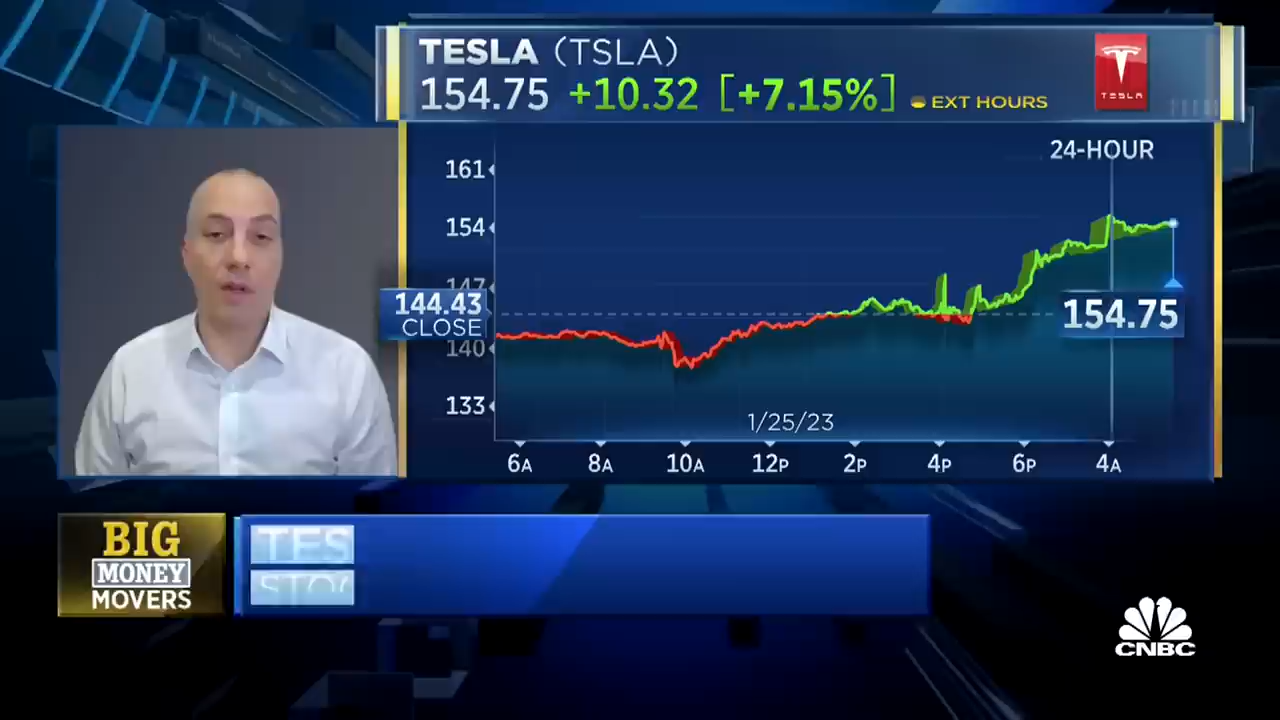 TESLA (TSLA)
154.75 +10.32 [+7.15%] EXT HOURS
TESLA
24-HOUR
161
154
147
144.43
CLOSE
140
133
154.75
1/25/23
6A 8A 10A 12P 2P 4P 6P 4A
BIG
MONEY
MOVERS
TES
CNBC